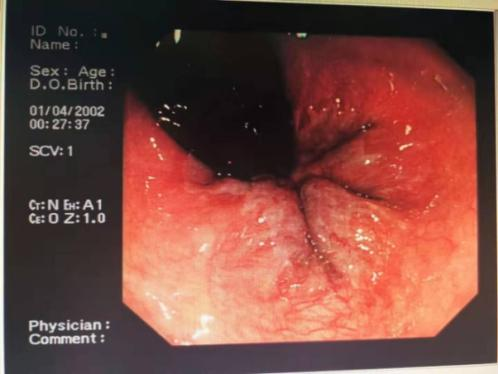 ID No. :
Name :
Sex : Age :
D.O.Birth :
01/04/2002
00:27:37
SCV:1
Ct:N Eh:A1
Ce:0 Z:1.0
Physician :
Comment :